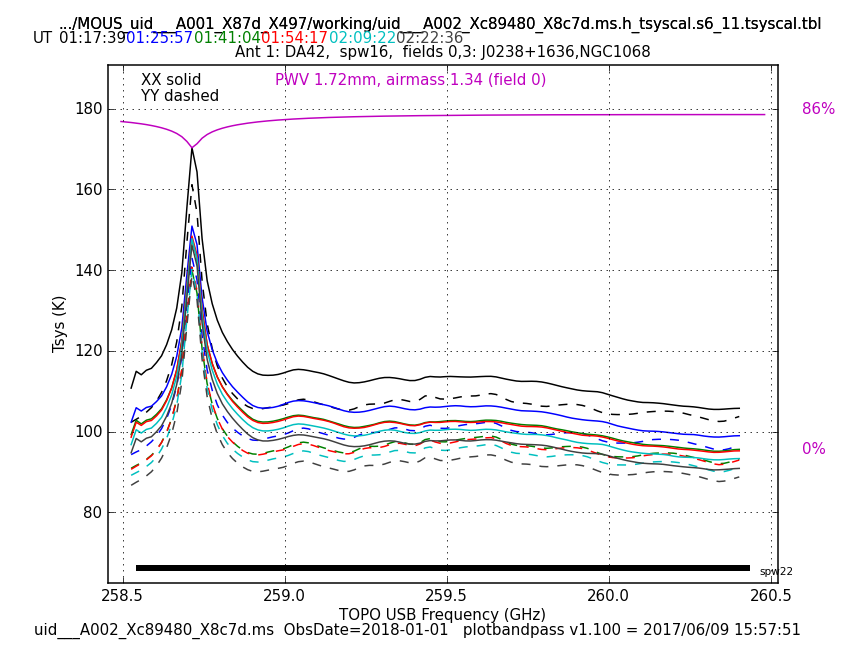 .../MOUS_uid___A001_X87d_X497/working/uid___A002_Xc89480_X8c7d.ms.h_tsyscal.s6_11.tsyscal.tbl
UT 01:17:39 01:25:57 01:41:04 01:54:17 02:09:22 02:22:36
Ant 1: DA42, spw16, fields 0,3: J0238+1636,NGC1068
XX solid PWV 1.72mm, airmass 1.34 (field 0)
YY dashed
180
160
140
120
100
80
86%
0%
Tsys (K)
spw22
258.5 259.0 259.5 260.0 260.5
TOPO USB Frequency (GHz)
uid___A002_Xc89480_X8c7d.ms ObsDate=2018-01-01 plotbandpass v1.100 = 2017/06/09 15:57:51